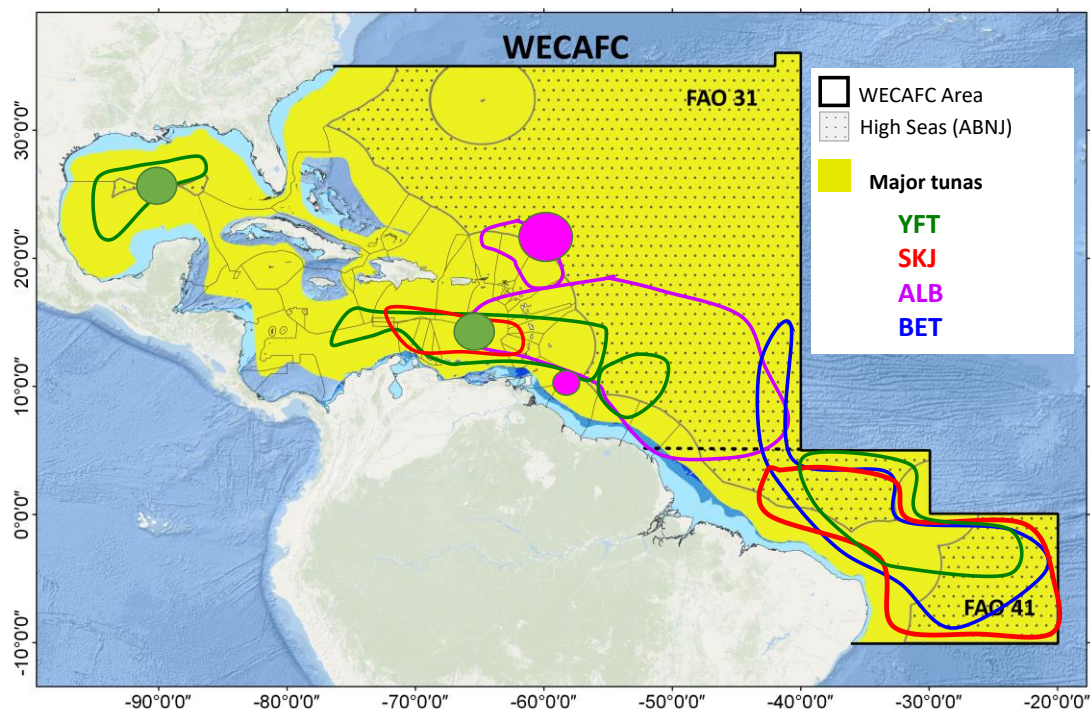 WECAFC
FAO 31
WECAFC Area
High Seas (ABNJ)
Major tunas
YFT
SKJ
ALB
BET
FAO 41
30°0'0"
20°0'0"
10°0'0"
0°0'0"
-10°0'0"
-90°0'0"
-80°0'0"
-70°0'0"
-60°0'0"
-50°0'0"
-40°0'0"
-30°0'0"
-20°0'0"